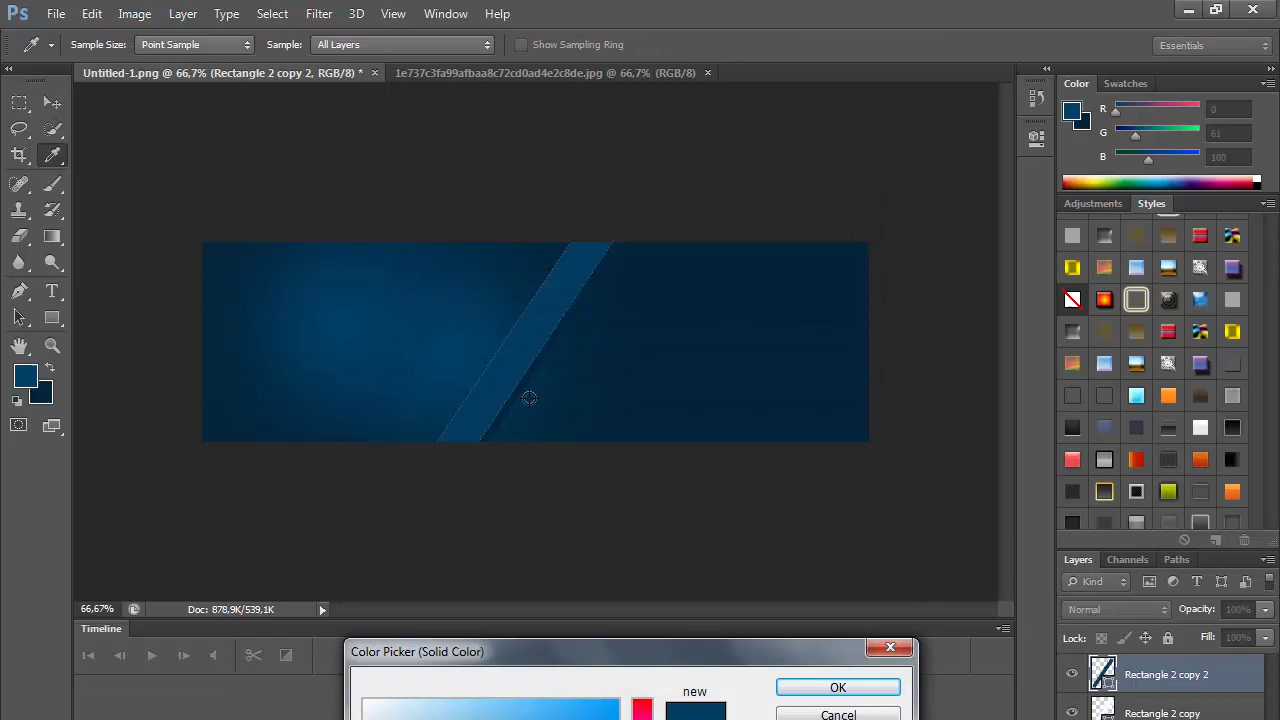 Ps File Edit Image Layer Type Select Filter 3D View Window Help
Sample Size: Point Sample Sample: All Layers Show Sampling Ring Essentials
Untitled-1.png @ 66,7% (Rectangle 2 copy 2, RGB/8) * × 1e737c3fa99afbaa8c72cd0ad4e2c8de.jpg @ 66,7% (RGB/8) ×
Color Swatches
R 0
G 61
B 100
Adjustments Styles
Layers Channels Paths
Kind
Normal Opacity: 100%
Lock: Fill: 100%
Rectangle 2 copy 2
Rectangle 2 copy
66,67% Doc: 878,9K/539,1K
Timeline
Color Picker (Solid Color)
new
OK
Cancel